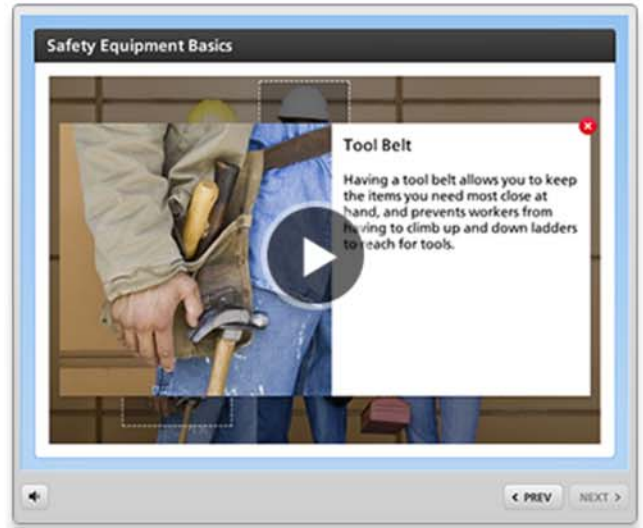 Safety Equipment Basics
Tool Belt
Having a tool belt allows you to keep
the items you need most close at
hand, and prevents workers from
having to climb up and down ladders
to reach for tools.
< PREV NEXT >